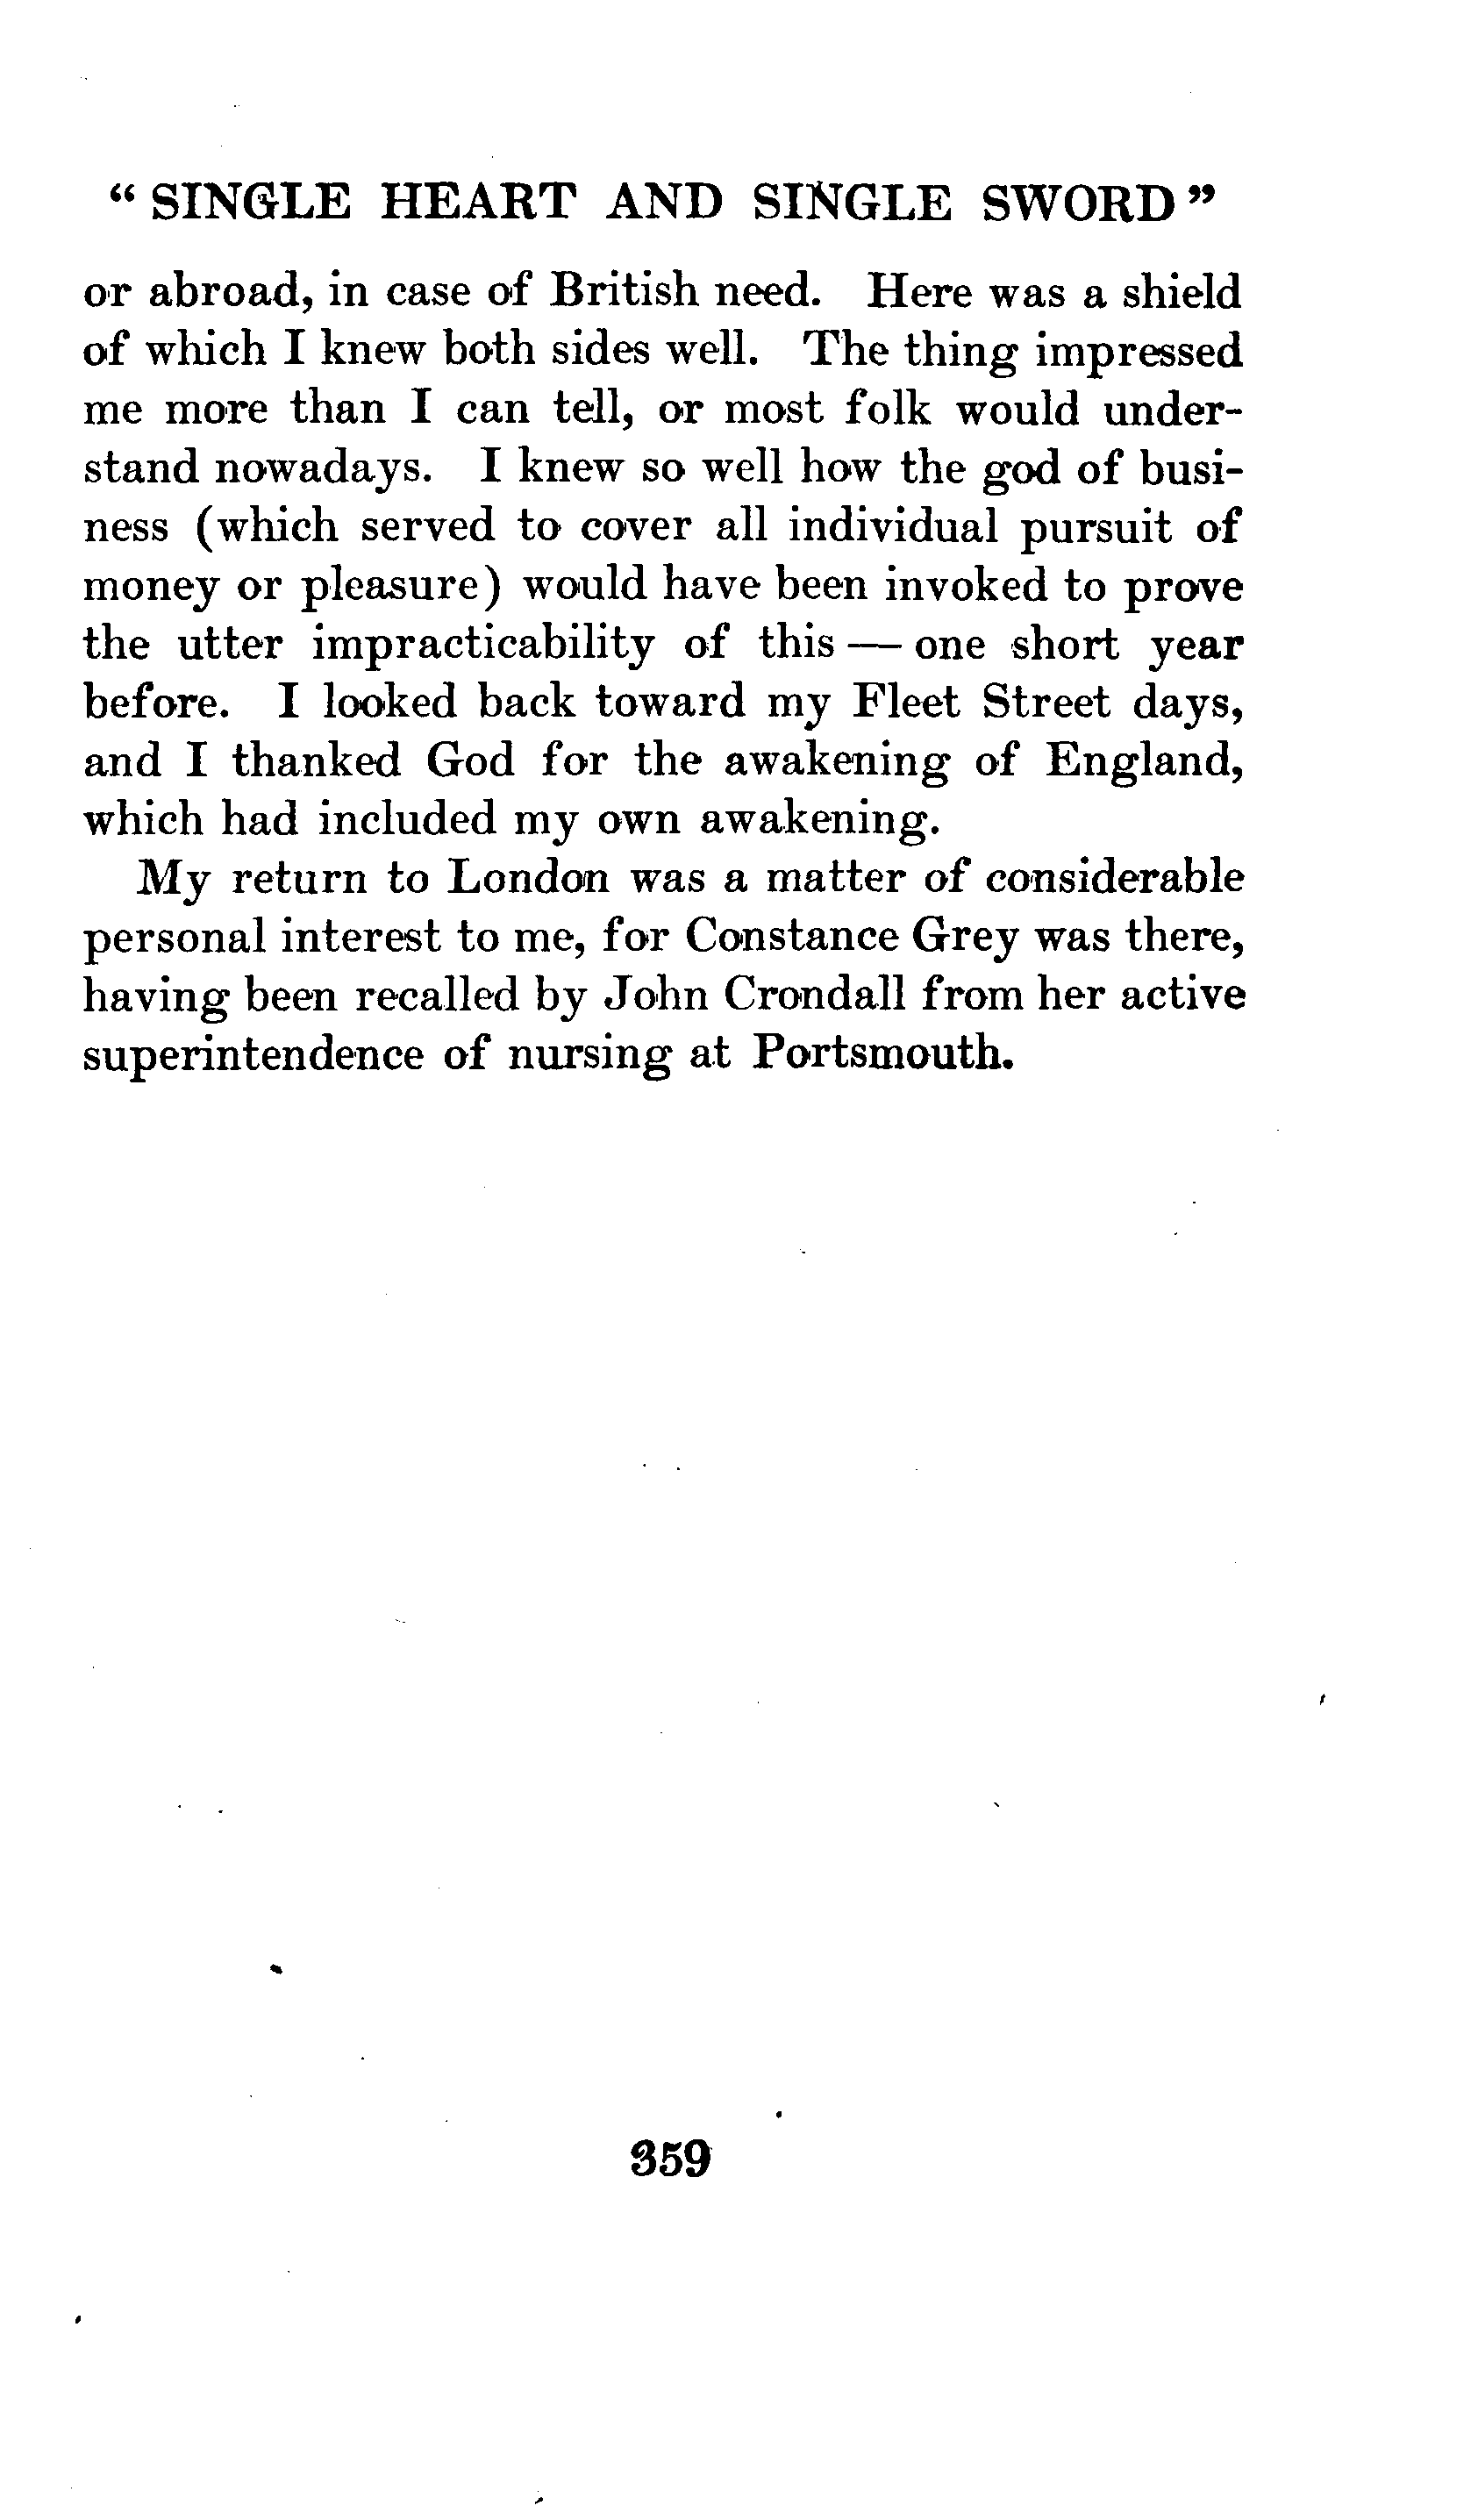 “ SINGLE HEART AND SINGLE SWORD ”
or abroad, in case of British need. Here was a shield
of which I knew both sides well. The thing impressed
me more than I can tell, or most folk would under-
stand nowadays. I knew so well how the god of busi-
ness (which served to cover all individual pursuit of
money or pleasure) would have been invoked to prove
the utter impracticability of this — one short year
before. I looked back toward my Fleet Street days,
and I thanked God for the awakening of England,
which had included my own awakening.
My return to London was a matter of considerable
personal interest to me, for Constance Grey was there,
having been recalled by John Crondall from her active
superintendence of nursing at Portsmouth.
359